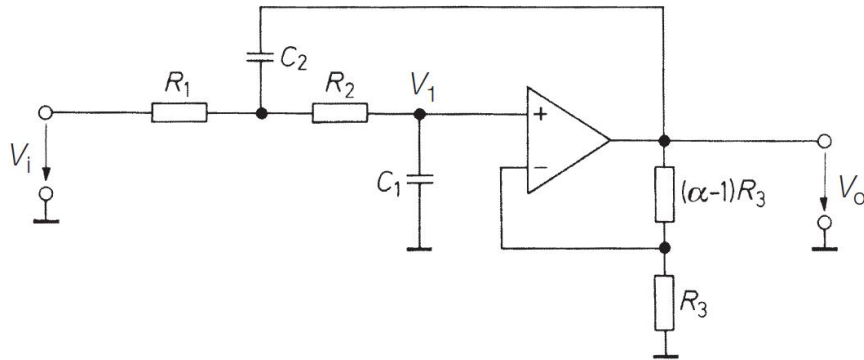 C₂
R₁
R₂
V₁
+
−
Vᵢ
C₁
(α−1)R₃
Vₒ
R₃